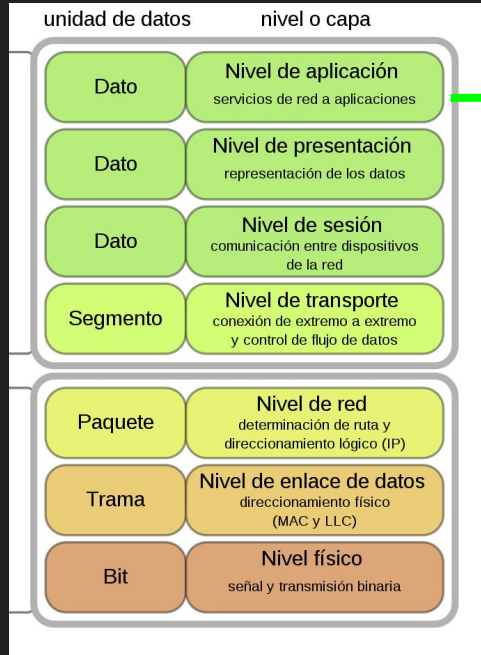 unidad de datos nivel o capa
Dato
Nivel de aplicación
servicios de red a aplicaciones
Dato
Nivel de presentación
representación de los datos
Dato
Nivel de sesión
comunicación entre dispositivos
de la red
Segmento
Nivel de transporte
conexión de extremo a extremo
y control de flujo de datos
Paquete
Nivel de red
determinación de ruta y
direccionamiento lógico (IP)
Trama
Nivel de enlace de datos
direccionamiento físico
(MAC y LLC)
Bit
Nivel físico
señal y transmisión binaria